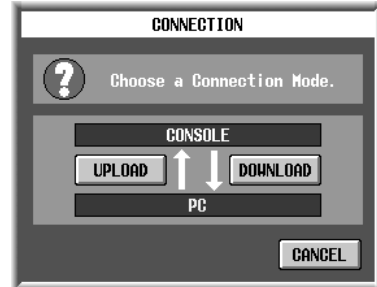 CONNECTION
?
Choose a Connection Mode.
CONSOLE
UPLOAD DOWNLOAD
PC
CANCEL